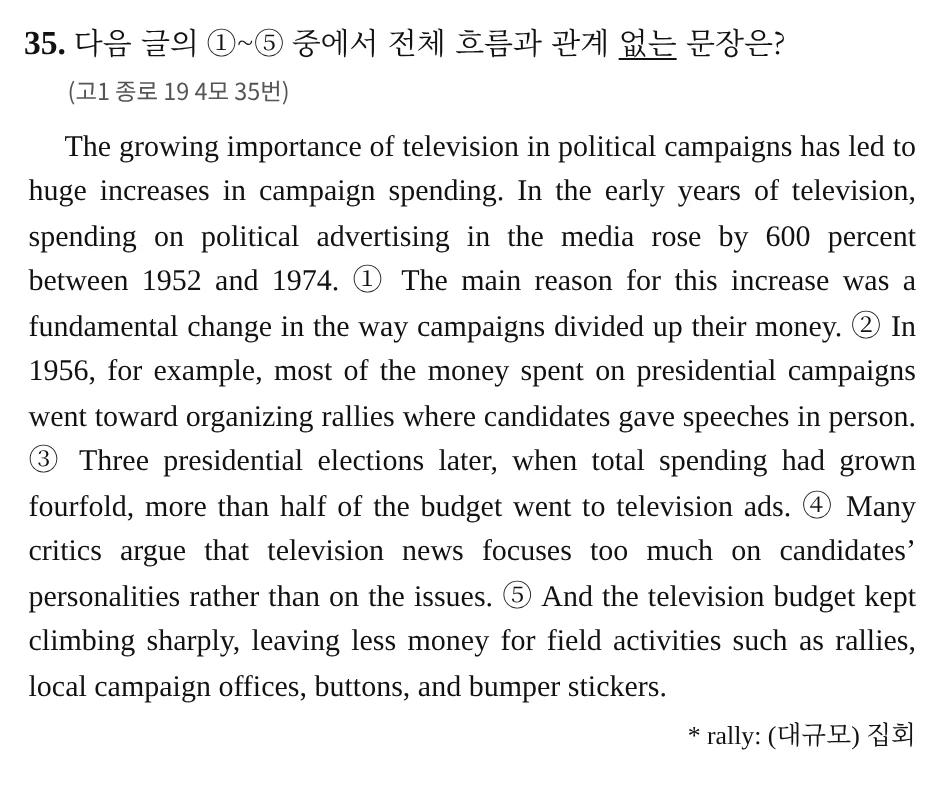 35. 다음 글의 ①~⑤ 중에서 전체 흐름과 관계 없는 문장은?
(고1 종로 19 4모 35번)
The growing importance of television in political campaigns has led to
huge increases in campaign spending. In the early years of television,
spending on political advertising in the media rose by 600 percent
between 1952 and 1974. ① The main reason for this increase was a
fundamental change in the way campaigns divided up their money. ② In
1956, for example, most of the money spent on presidential campaigns
went toward organizing rallies where candidates gave speeches in person.
③ Three presidential elections later, when total spending had grown
fourfold, more than half of the budget went to television ads. ④ Many
critics argue that television news focuses too much on candidates’
personalities rather than on the issues. ⑤ And the television budget kept
climbing sharply, leaving less money for field activities such as rallies,
local campaign offices, buttons, and bumper stickers.
* rally: (대규모) 집회